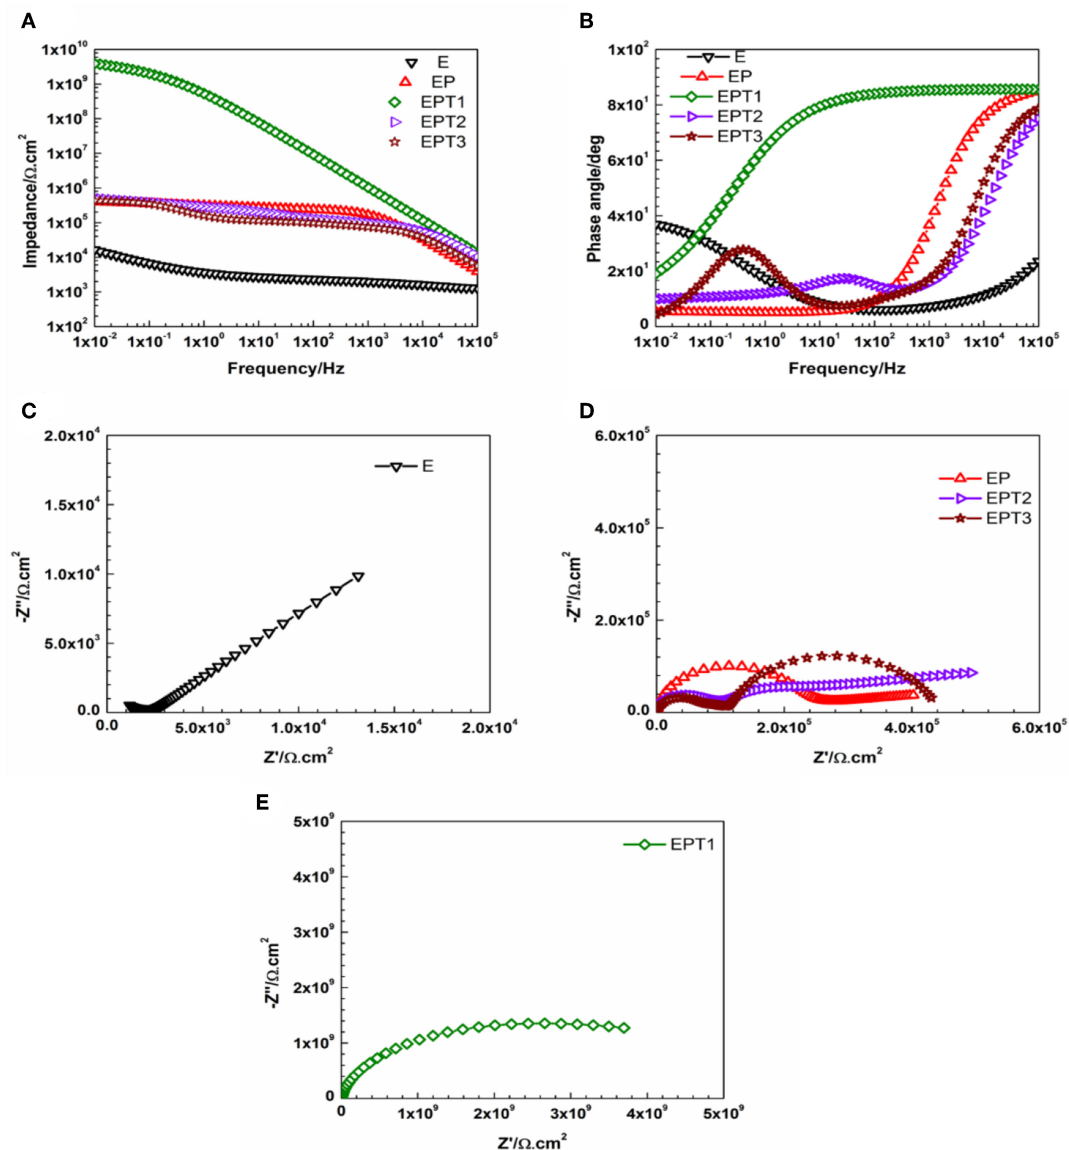 A
1x10^10
1x10^9
1x10^8
1x10^7
1x10^6
1x10^5
1x10^4
1x10^3
1x10^2
Impedance/Ω.cm^2
E
EP
EPT1
EPT2
EPT3
1x10^-2 1x10^-1 1x10^0 1x10^1 1x10^2 1x10^3 1x10^4 1x10^5
Frequency/Hz
B
1x10^2
8x10^1
6x10^1
4x10^1
2x10^1
0
Phase angle/deg
E
EP
EPT1
EPT2
EPT3
1x10^-2 1x10^-1 1x10^0 1x10^1 1x10^2 1x10^3 1x10^4 1x10^5
Frequency/Hz
C
2.0x10^4
1.5x10^4
1.0x10^4
5.0x10^3
0.0
-Z"/Ω.cm^2
E
0.0 5.0x10^3 1.0x10^4 1.5x10^4 2.0x10^4
Z'/Ω.cm^2
D
6.0x10^5
4.0x10^5
2.0x10^5
0.0
-Z"/Ω.cm^2
EP
EPT2
EPT3
0.0 2.0x10^5 4.0x10^5 6.0x10^5
Z'/Ω.cm^2
E
5x10^9
4x10^9
3x10^9
2x10^9
1x10^9
0
-Z"/Ω.cm^2
EPT1
0 1x10^9 2x10^9 3x10^9 4x10^9 5x10^9
Z'/Ω.cm^2